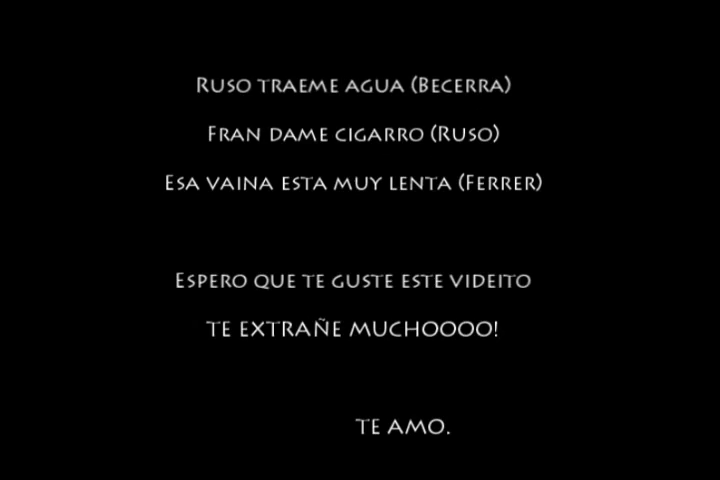 Ruso traeme agua (Becerra)
Fran dame cigarro (Ruso)
Esa vaina esta muy lenta (Ferrer)
Espero que te guste este videito
TE EXTRAÑE MUCHOOOO!
TE AMO.